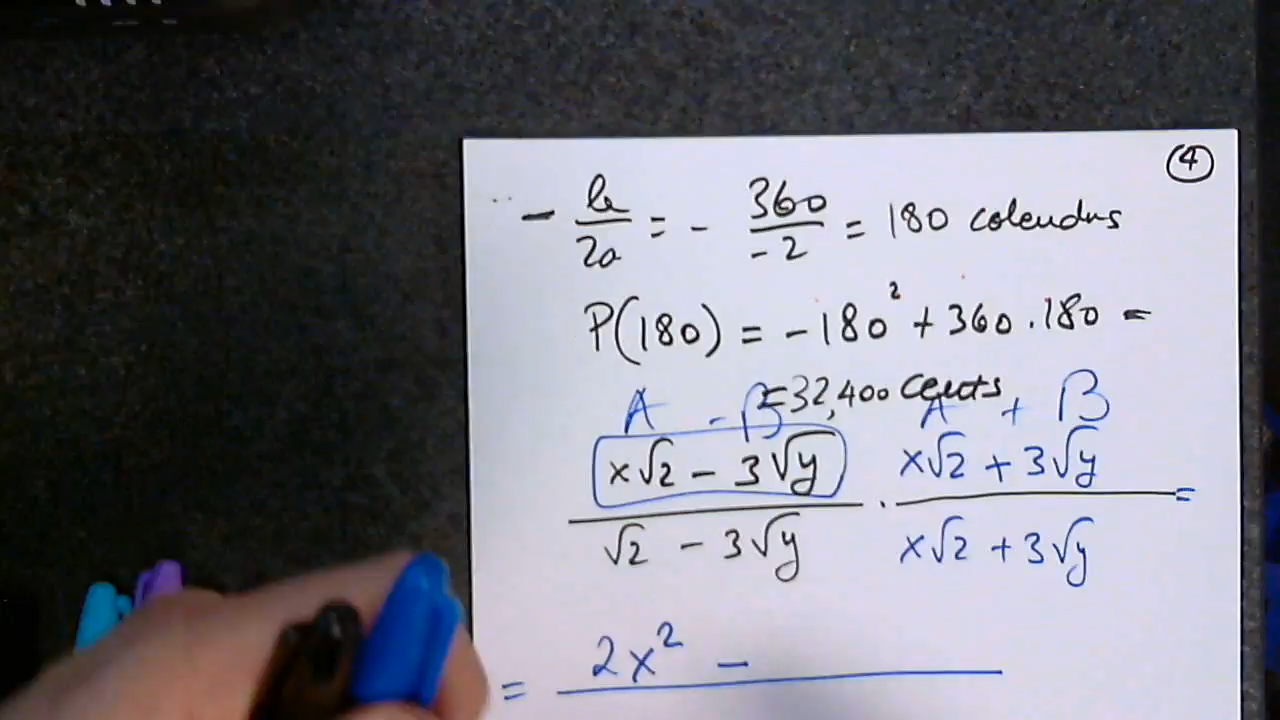 ④
- b/2a = - 360/-2 = 180 calendars
P(180) = -180² + 360 . 180 =
= 32,400 cents
A - B A + B
x√2 - 3√y / √2 - 3√y . x√2 + 3√y / x√2 + 3√y =
= 2x² -